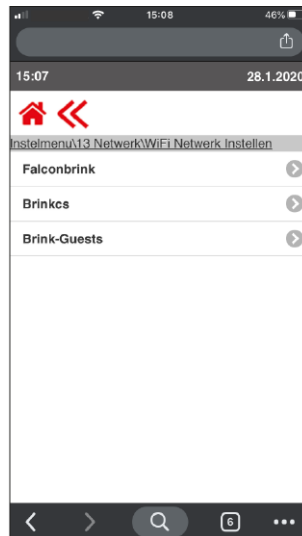 15:08
46%
15:07 28.1.2020
Instelmenu\13 Netwerk\WiFi Netwerk Instellen
Falconbrink
Brinkcs
Brink-Guests
6